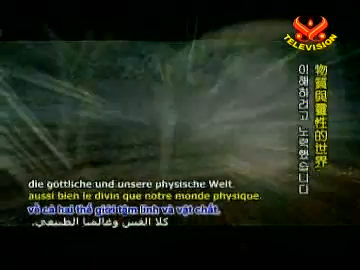 TELEVISION
物質與靈性的世界
이해하려고 노력했습니다
die göttliche und unsere physische Welt.
aussi bien le divin que notre monde physique.
về cả hai thế giới tâm linh và vật chất.
كلا القدس وعالمنا الطبيعي.